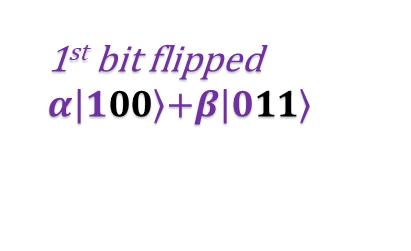 1st bit flipped
α|100⟩+β|011⟩